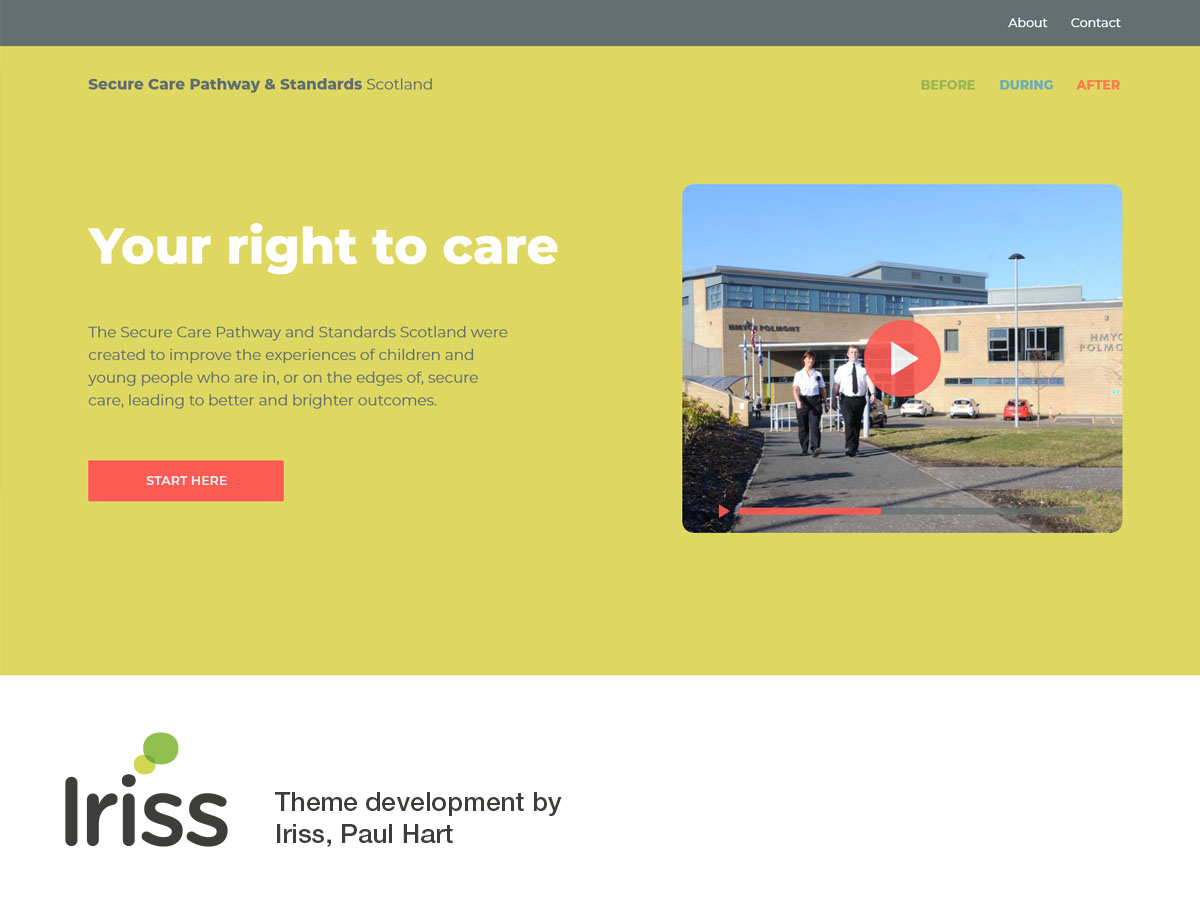 About Contact
Secure Care Pathway & Standards Scotland
BEFORE DURING AFTER
Your right to care
The Secure Care Pathway and Standards Scotland were
created to improve the experiences of children and
young people who are in, or on the edges of, secure
care, leading to better and brighter outcomes.
START HERE
HMYOI POLMONT
HMYO
POLMO
Iriss
Theme development by
Iriss, Paul Hart